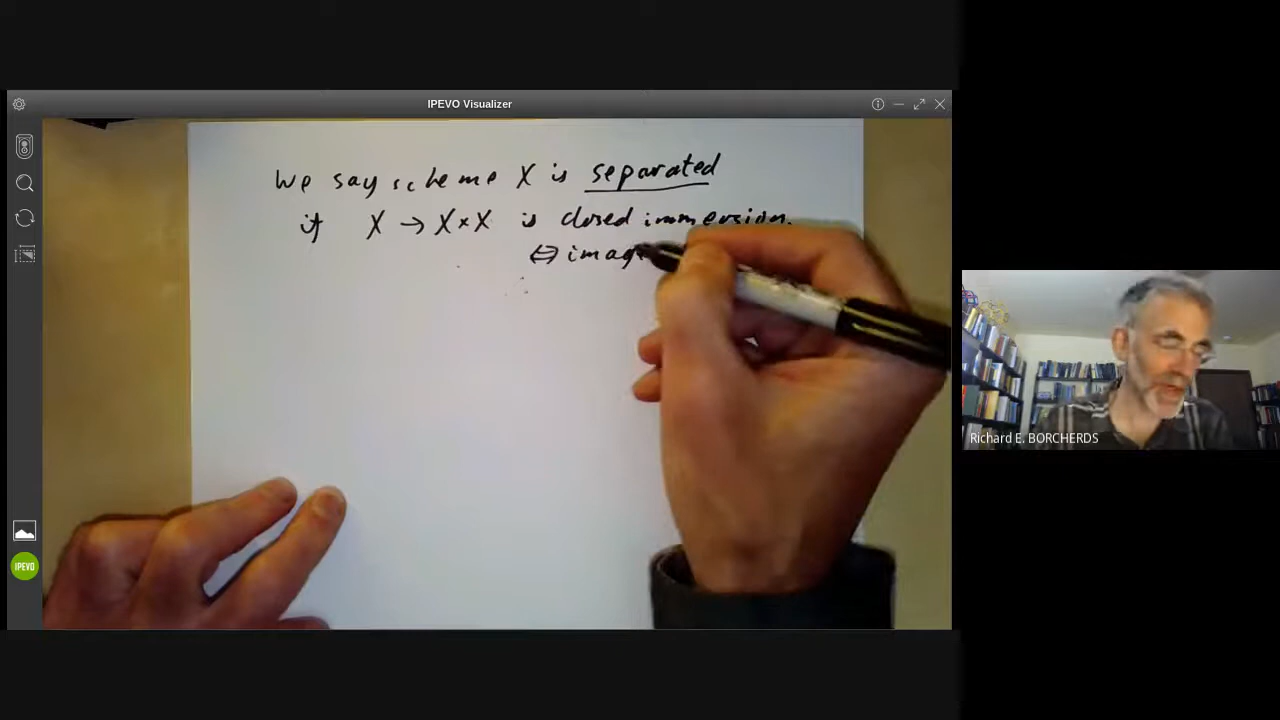 IPEVO Visualizer
We say scheme X is separated
if X → X × X is closed immersion.
⇔ imag
Richard E. BORCHERDS
IPEVO